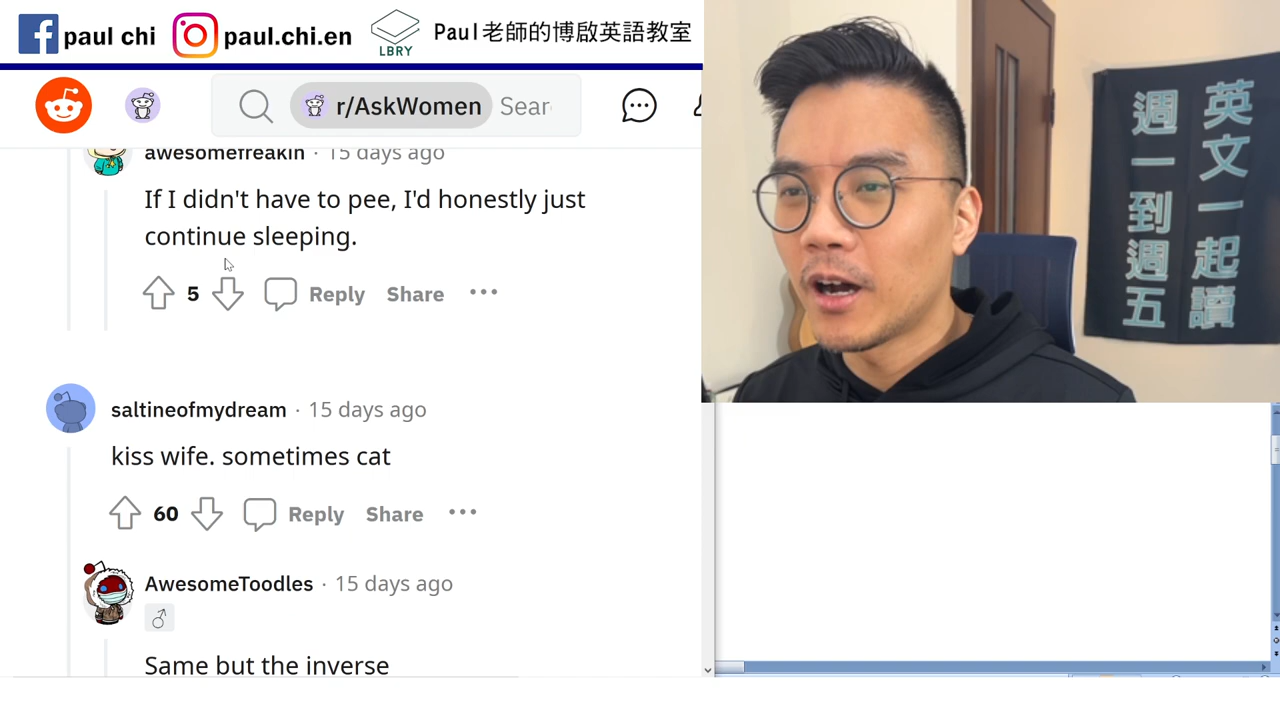 paul chi
paul.chi.en
LBRY
Paul老師的博啟英語教室
r/AskWomen
Sear
awesomefreakin · 15 days ago
If I didn't have to pee, I'd honestly just
continue sleeping.
5 Reply Share
saltineofmydream · 15 days ago
kiss wife. sometimes cat
60 Reply Share
AwesomeToodles · 15 days ago
Same but the inverse
英文一起讀
週一到週五